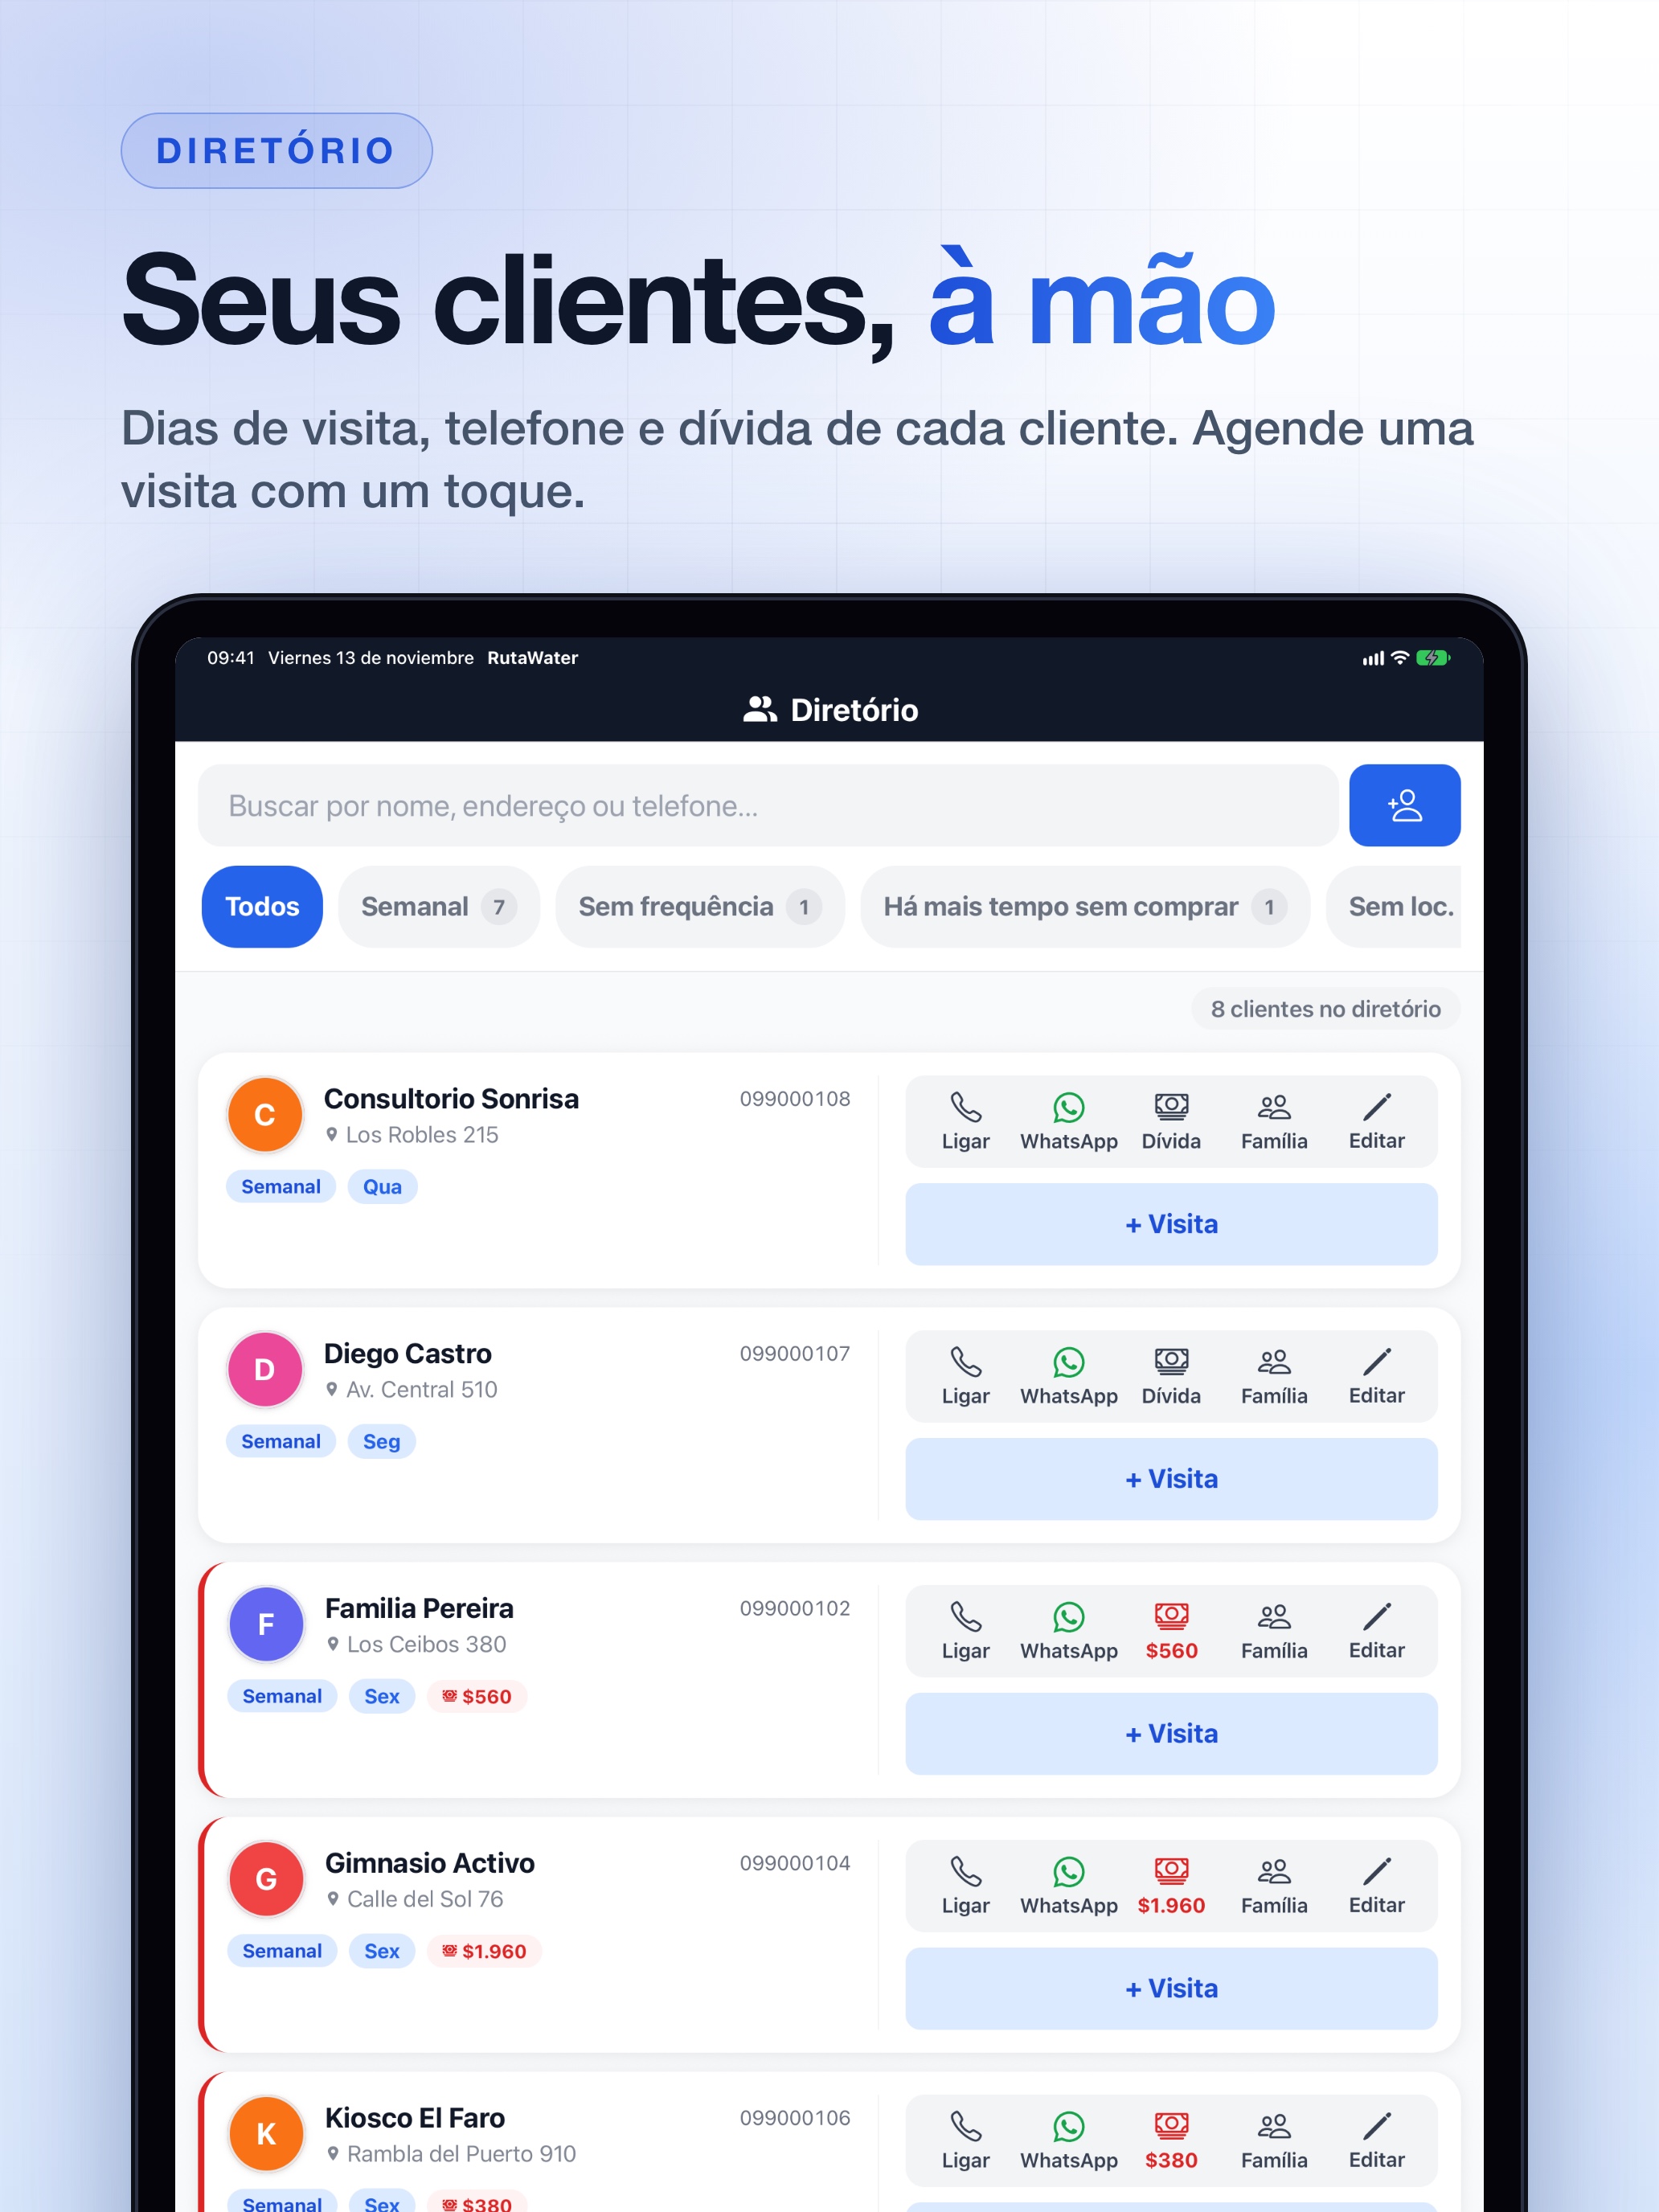 DIRETÓRIO
Seus clientes, à mão
Dias de visita, telefone e dívida de cada cliente. Agende uma
visita com um toque.
09:41 Viernes 13 de noviembre RutaWater
Diretório
Buscar por nome, endereço ou telefone...
Todos Semanal 7 Sem frequência 1 Há mais tempo sem comprar 1 Sem loc.
8 clientes no diretório
C Consultorio Sonrisa 099000108
Los Robles 215
Semanal Qua
Ligar WhatsApp Dívida Família Editar
+ Visita
D Diego Castro 099000107
Av. Central 510
Semanal Seg
Ligar WhatsApp Dívida Família Editar
+ Visita
F Familia Pereira 099000102
Los Ceibos 380
Semanal Sex $560
Ligar WhatsApp $560 Família Editar
+ Visita
G Gimnasio Activo 099000104
Calle del Sol 76
Semanal Sex $1.960
Ligar WhatsApp $1.960 Família Editar
+ Visita
K Kiosco El Faro 099000106
Rambla del Puerto 910
Semanal Sex $380
Ligar WhatsApp $380 Família Editar